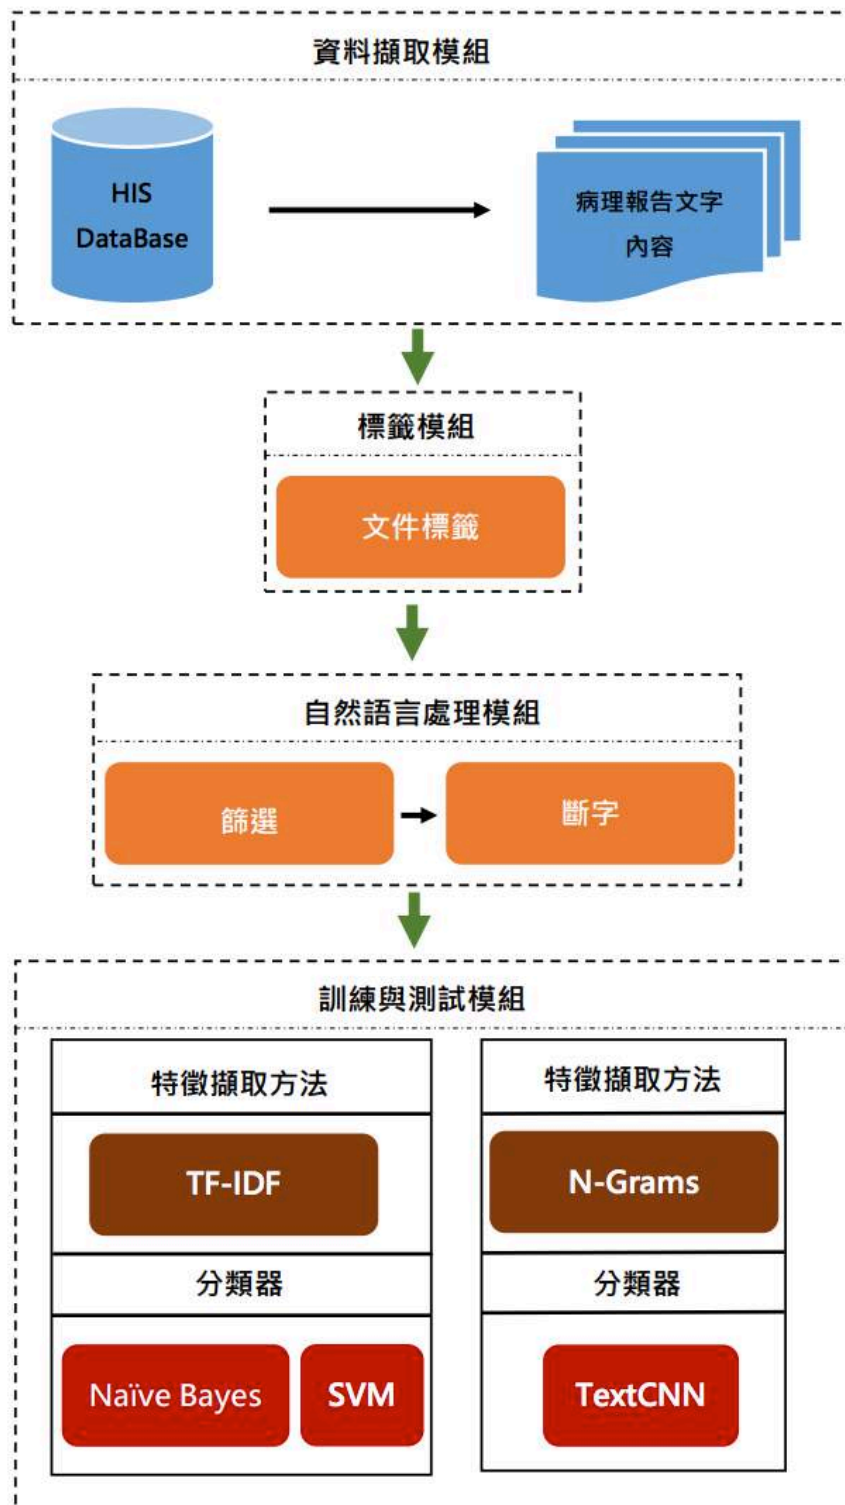 資料擷取模組
HIS
DataBase
病理報告文字
內容
標籤模組
文件標籤
自然語言處理模組
篩選
斷字
訓練與測試模組
特徵擷取方法
TF-IDF
分類器
Naïve Bayes
SVM
特徵擷取方法
N-Grams
分類器
TextCNN